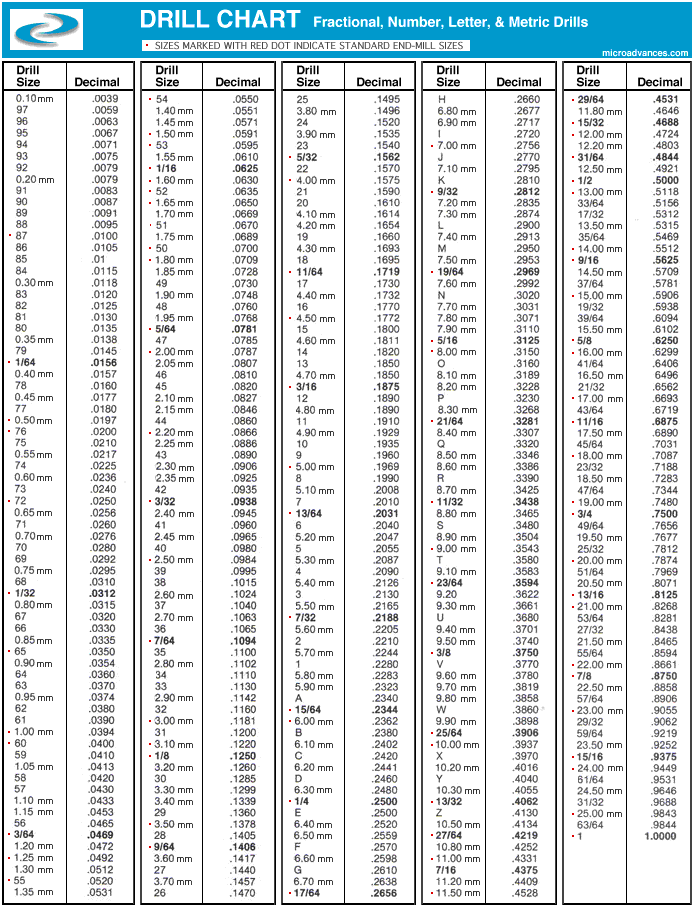 DRILL CHART Fractional, Number, Letter, & Metric Drills
• SIZES MARKED WITH RED DOT INDICATE STANDARD END-MILL SIZES
microadvances.com
Drill Size Decimal
0.10 mm .0039
97 .0059
96 .0063
95 .0067
94 .0071
93 .0075
92 .0079
0.20 mm .0079
91 .0083
90 .0087
89 .0091
88 .0095
• 87 .0100
86 .0105
85 .01
84 .0115
0.30 mm .0118
83 .0120
82 .0125
81 .0130
80 .0135
0.35 mm .0138
79 .0145
• 1/64 .0156
0.40 mm .0157
78 .0160
0.45 mm .0177
77 .0180
• 0.50 mm .0197
• 76 .0200
75 .0210
0.55 mm .0217
74 .0225
0.60 mm .0236
73 .0240
• 72 .0250
0.65 mm .0256
71 .0260
0.70 mm .0276
70 .0280
69 .0292
0.75 mm .0295
68 .0310
• 1/32 .0312
0.80 mm .0315
67 .0320
66 .0330
0.85 mm .0335
• 65 .0350
0.90 mm .0354
64 .0360
63 .0370
0.95 mm .0374
62 .0380
61 .0390
• 1.00 mm .0394
• 60 .0400
59 .0410
1.05 mm .0413
58 .0420
57 .0430
1.10 mm .0433
1.15 mm .0453
56 .0465
• 3/64 .0469
1.20 mm .0472
• 1.25 mm .0492
1.30 mm .0512
• 55 .0520
1.35 mm .0531
Drill Size Decimal
• 54 .0550
1.40 mm .0551
1.45 mm .0571
• 1.50 mm .0591
• 53 .0595
1.55 mm .0610
• 1/16 .0625
• 1.60 mm .0630
52 .0635
• 1.65 mm .0650
1.70 mm .0669
• 51 .0670
1.75 mm .0689
• 50 .0700
• 1.80 mm .0709
1.85 mm .0728
49 .0730
1.90 mm .0748
48 .0760
1.95 mm .0768
• 5/64 .0781
47 .0785
• 2.00 mm .0787
2.05 mm .0807
46 .0810
45 .0820
2.10 mm .0827
2.15 mm .0846
44 .0860
• 2.20 mm .0866
2.25 mm .0886
43 .0890
2.30 mm .0906
2.35 mm .0925
42 .0935
• 3/32 .0938
2.40 mm .0945
41 .0960
2.45 mm .0965
40 .0980
• 2.50 mm .0984
39 .0995
38 .1015
2.60 mm .1024
37 .1040
2.70 mm .1063
36 .1065
• 7/64 .1094
35 .1100
2.80 mm .1102
34 .1110
33 .1130
2.90 mm .1142
32 .1160
• 3.00 mm .1181
31 .1200
• 3.10 mm .1220
• 1/8 .1250
3.20 mm .1260
30 .1285
3.30 mm .1299
3.40 mm .1339
29 .1360
• 3.50 mm .1378
28 .1405
• 9/64 .1406
3.60 mm .1417
27 .1440
3.70 mm .1457
26 .1470
Drill Size Decimal
25 .1495
3.80 mm .1496
24 .1520
3.90 mm .1535
23 .1540
• 5/32 .1562
22 .1570
• 4.00 mm .1575
21 .1590
20 .1610
4.10 mm .1614
4.20 mm .1654
19 .1660
4.30 mm .1693
18 .1695
• 11/64 .1719
17 .1730
4.40 mm .1732
16 .1770
• 4.50 mm .1772
15 .1800
4.60 mm .1811
14 .1820
13 .1850
4.70 mm .1850
• 3/16 .1875
12 .1890
4.80 mm .1890
11 .1910
4.90 mm .1929
10 .1935
9 .1960
• 5.00 mm .1969
8 .1990
5.10 mm .2008
7 .2010
• 13/64 .2031
6 .2040
5.20 mm .2047
5 .2055
5.30 mm .2087
4 .2090
5.40 mm .2126
3 .2130
5.50 mm .2165
• 7/32 .2188
5.60 mm .2205
2 .2210
5.70 mm .2244
1 .2280
5.80 mm .2283
5.90 mm .2323
A .2340
• 15/64 .2344
• 6.00 mm .2362
B .2380
6.10 mm .2402
C .2420
6.20 mm .2441
D .2460
6.30 mm .2480
• 1/4 .2500
E .2500
6.40 mm .2520
6.50 mm .2559
F .2570
6.60 mm .2598
G .2610
6.70 mm .2638
• 17/64 .2656
Drill Size Decimal
H .2660
6.80 mm .2677
6.90 mm .2717
I .2720
• 7.00 mm .2756
J .2770
7.10 mm .2795
K .2810
• 9/32 .2812
7.20 mm .2835
7.30 mm .2874
L .2900
7.40 mm .2913
M .2950
7.50 mm .2953
• 19/64 .2969
7.60 mm .2992
N .3020
7.70 mm .3031
7.80 mm .3071
7.90 mm .3110
• 5/16 .3125
• 8.00 mm .3150
O .3160
8.10 mm .3189
8.20 mm .3228
P .3230
8.30 mm .3268
• 21/64 .3281
8.40 mm .3307
Q .3320
8.50 mm .3346
8.60 mm .3386
R .3390
8.70 mm .3425
• 11/32 .3438
8.80 mm .3465
S .3480
8.90 mm .3504
• 9.00 mm .3543
T .3580
9.10 mm .3583
• 23/64 .3594
9.20 .3622
9.30 mm .3661
U .3680
9.40 mm .3701
9.50 mm .3740
• 3/8 .3750
V .3770
9.60 mm .3780
9.70 mm .3819
9.80 mm .3858
W .3860
9.90 mm .3898
• 25/64 .3906
• 10.00 mm .3937
X .3970
10.20 mm .4016
Y .4040
10.30 mm .4055
• 13/32 .4062
Z .4130
10.50 mm .4134
• 27/64 .4219
10.80 mm .4252
• 11.00 mm .4331
7/16 .4375
11.20 mm .4409
• 11.50 mm .4528
Drill Size Decimal
• 29/64 .4531
11.80 mm .4646
• 15/32 .4688
• 12.00 mm .4724
12.20 mm .4803
• 31/64 .4844
12.50 mm .4921
• 1/2 .5000
• 13.00 mm .5118
33/64 .5156
17/32 .5312
13.50 mm .5315
35/64 .5469
• 14.00 mm .5512
• 9/16 .5625
14.50 mm .5709
37/64 .5781
• 15.00 mm .5906
19/32 .5938
39/64 .6094
15.50 mm .6102
• 5/8 .6250
• 16.00 mm .6299
41/64 .6406
16.50 mm .6496
21/32 .6562
• 17.00 mm .6693
43/64 .6719
• 11/16 .6875
17.50 mm .6890
45/64 .7031
• 18.00 mm .7087
23/32 .7188
18.50 mm .7283
47/64 .7344
• 19.00 mm .7480
• 3/4 .7500
49/64 .7656
19.50 mm .7677
25/32 .7812
• 20.00 mm .7874
51/64 .7969
20.50 mm .8071
• 13/16 .8125
• 21.00 mm .8268
53/64 .8281
27/32 .8438
21.50 mm .8465
55/64 .8594
• 22.00 mm .8661
• 7/8 .8750
22.50 mm .8858
57/64 .8906
• 23.00 mm .9055
29/32 .9062
59/64 .9219
23.50 mm .9252
• 15/16 .9375
• 24.00 mm .9449
61/64 .9531
24.50 mm .9646
31/32 .9688
• 25.00 mm .9843
63/64 .9844
• 1 1.0000